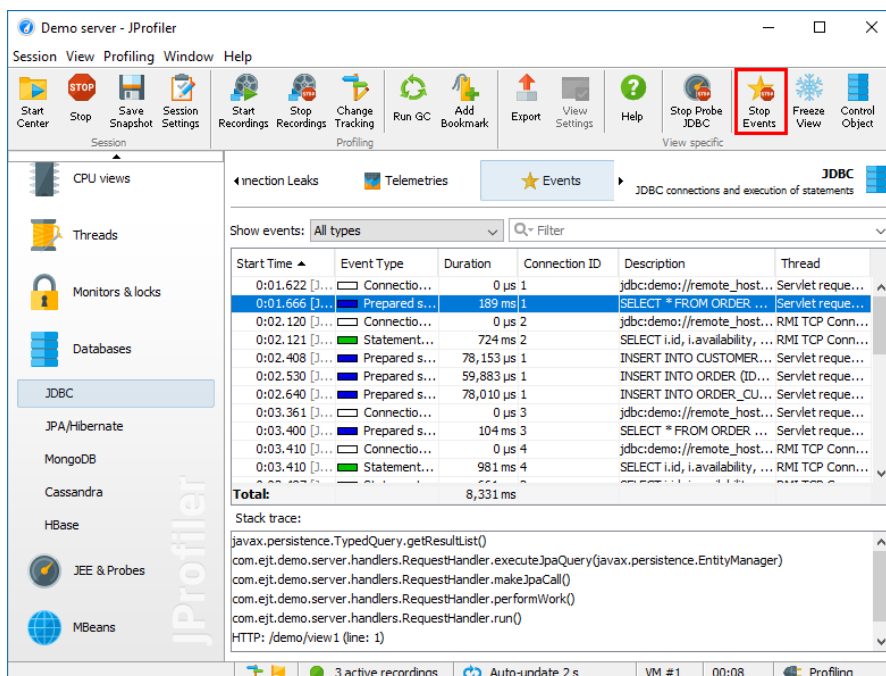 Demo server - JProfiler
Session View Profiling Window Help
Start Center
STOP
Stop
Save Snapshot
Session Settings
Start Recordings
STOP
Stop Recordings
Change Tracking
Run GC
Add Bookmark
Export
View Settings
?
Help
STOP
Stop Probe JDBC
STOP
Stop Events
Freeze View
Control Object
Session
Profiling
View specific
CPU views
Threads
Monitors & locks
Databases
JDBC
JPA/Hibernate
MongoDB
Cassandra
HBase
JEE & Probes
MBeans
JProfiler
nnection Leaks
Telemetries
Events
JDBC
JDBC connections and execution of statements
Show events: All types
Filter
Start Time Event Type Duration Connection ID Description Thread
0:01.622 [J... Connectio... 0 µs 1 jdbc:demo://remote_host... Servlet reque...
0:01.666 [J... Prepared s... 189 ms 1 SELECT * FROM ORDER ... Servlet reque...
0:02.120 [J... Connectio... 0 µs 2 jdbc:demo://remote_host... RMI TCP Conn...
0:02.121 [J... Statement... 724 ms 2 SELECT i.id, i.availability, ... RMI TCP Conn...
0:02.408 [J... Prepared s... 78,153 µs 1 INSERT INTO CUSTOMER... Servlet reque...
0:02.530 [J... Prepared s... 59,883 µs 1 INSERT INTO ORDER (ID... Servlet reque...
0:02.640 [J... Prepared s... 78,010 µs 1 INSERT INTO ORDER_CU... Servlet reque...
0:03.361 [J... Connectio... 0 µs 3 jdbc:demo://remote_host... Servlet reque...
0:03.400 [J... Prepared s... 104 ms 3 SELECT * FROM ORDER ... Servlet reque...
0:03.410 [J... Connectio... 0 µs 4 jdbc:demo://remote_host... RMI TCP Conn...
0:03.410 [J... Statement... 981 ms 4 SELECT i.id, i.availability, ... RMI TCP Conn...
Total: 8,331 ms
Stack trace:
javax.persistence.TypedQuery.getResultList()
com.ejt.demo.server.handlers.RequestHandler.executeJpaQuery(javax.persistence.EntityManager)
com.ejt.demo.server.handlers.RequestHandler.makeJpaCall()
com.ejt.demo.server.handlers.RequestHandler.performWork()
com.ejt.demo.server.handlers.RequestHandler.run()
HTTP: /demo/view1 (line: 1)
3 active recordings Auto-update 2 s VM #1 00:08 Profiling